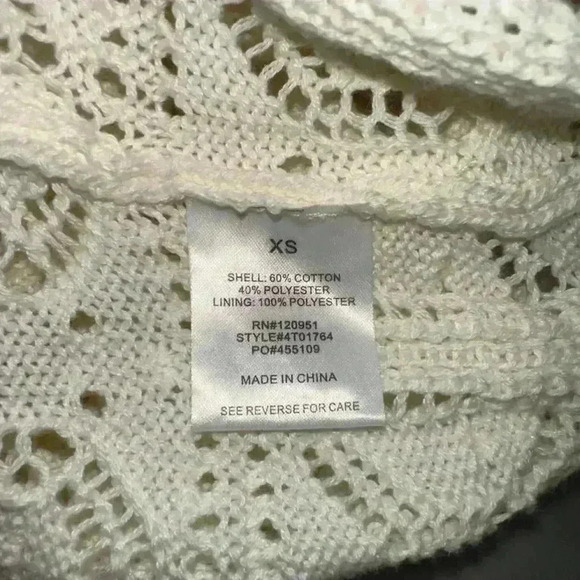 XS
SHELL: 60% COTTON
40% POLYESTER
LINING: 100% POLYESTER
RN#120951
STYLE#4T01764
PO#455109
MADE IN CHINA
SEE REVERSE FOR CARE